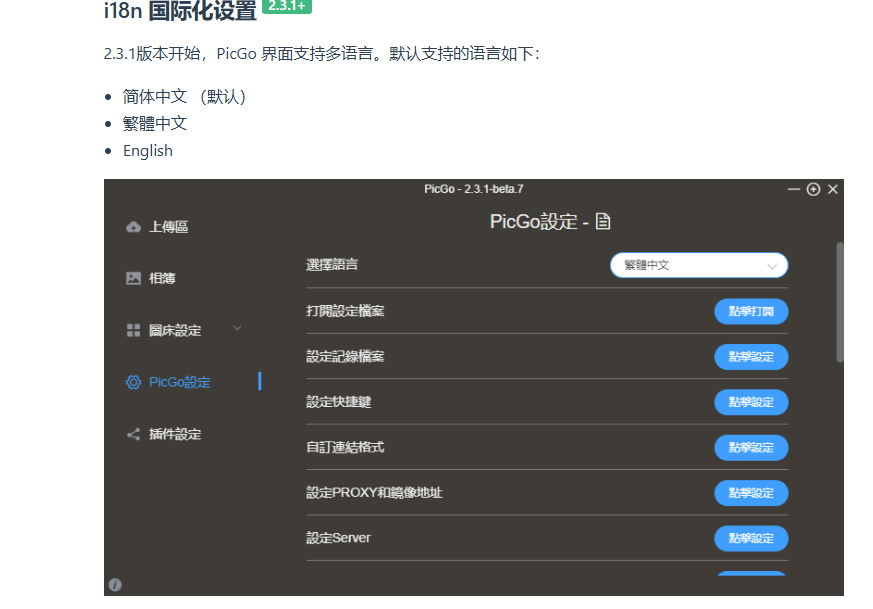 i18n 国际化设置 2.3.1+
2.3.1版本开始，PicGo 界面支持多语言。默认支持的语言如下：
简体中文 （默认）
繁體中文
English
PicGo - 2.3.1-beta.7
PicGo設定 -
上傳區
相簿
圖床設定
PicGo設定
插件設定
選擇語言 繁體中文
打開設定檔案 點擊打開
設定記錄檔案 點擊設定
設定快捷鍵 點擊設定
自訂連結格式 點擊設定
設定PROXY和鏡像地址 點擊設定
設定Server 點擊設定